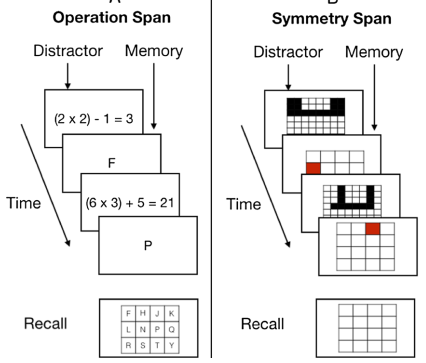 A
Operation Span
Distractor
Memory
(2 x 2) - 1 = 3
F
(6 x 3) + 5 = 21
P
Time
Recall
F H J K
L N P Q
R S T Y
B
Symmetry Span
Distractor
Memory
Time
Recall